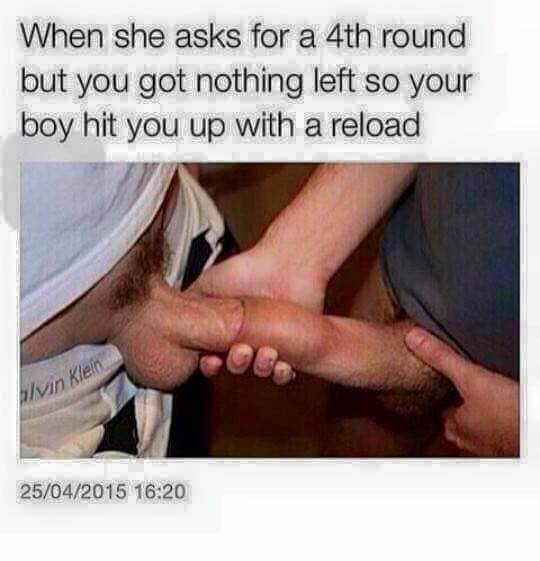 When she asks for a 4th round
but you got nothing left so your
boy hit you up with a reload
alvin Klein
25/04/2015 16:20